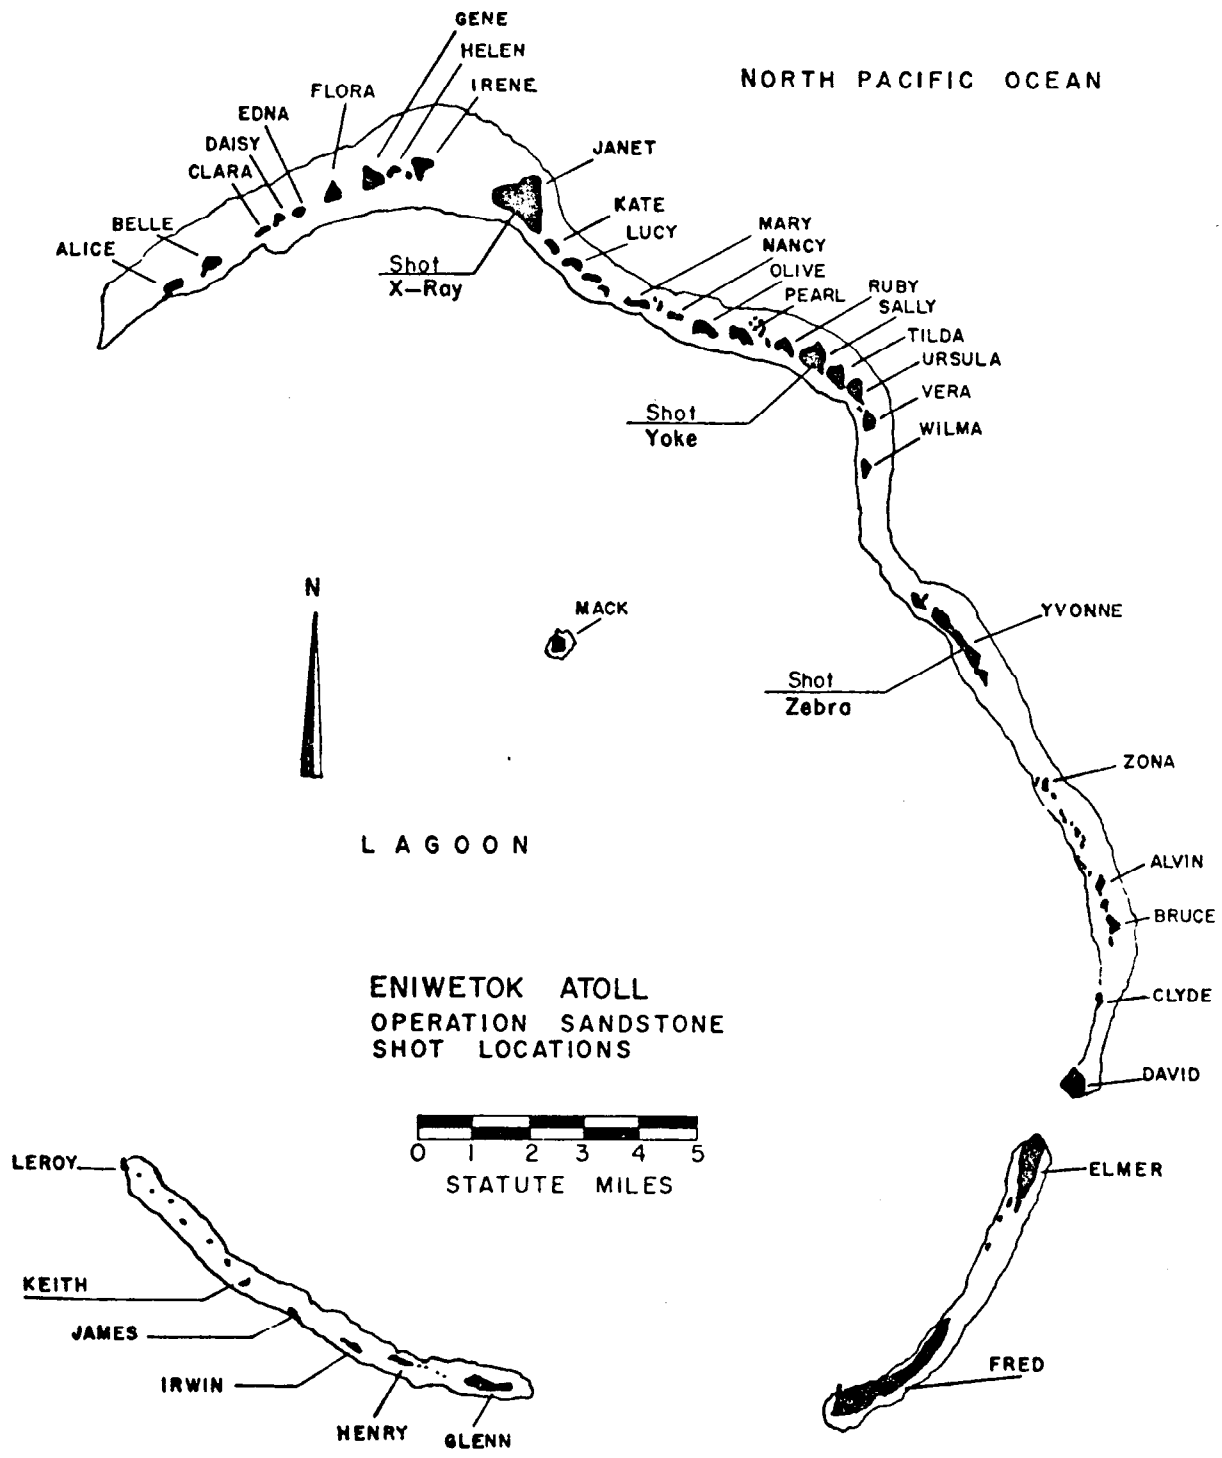 GENE
HELEN
IRENE
NORTH PACIFIC OCEAN
FLORA
EDNA
DAISY
CLARA
JANET
BELLE
ALICE
KATE
LUCY
MARY
NANCY
OLIVE
PEARL
RUBY
SALLY
TILDA
URSULA
VERA
WILMA
Shot
X-Ray
Shot
Yoke
N
MACK
YVONNE
Shot
Zebra
ZONA
LAGOON
ALVIN
BRUCE
CLYDE
DAVID
ENIWETOK ATOLL
OPERATION SANDSTONE
SHOT LOCATIONS
0 1 2 3 4 5
STATUTE MILES
LEROY
ELMER
KEITH
JAMES
IRWIN
HENRY
GLENN
FRED